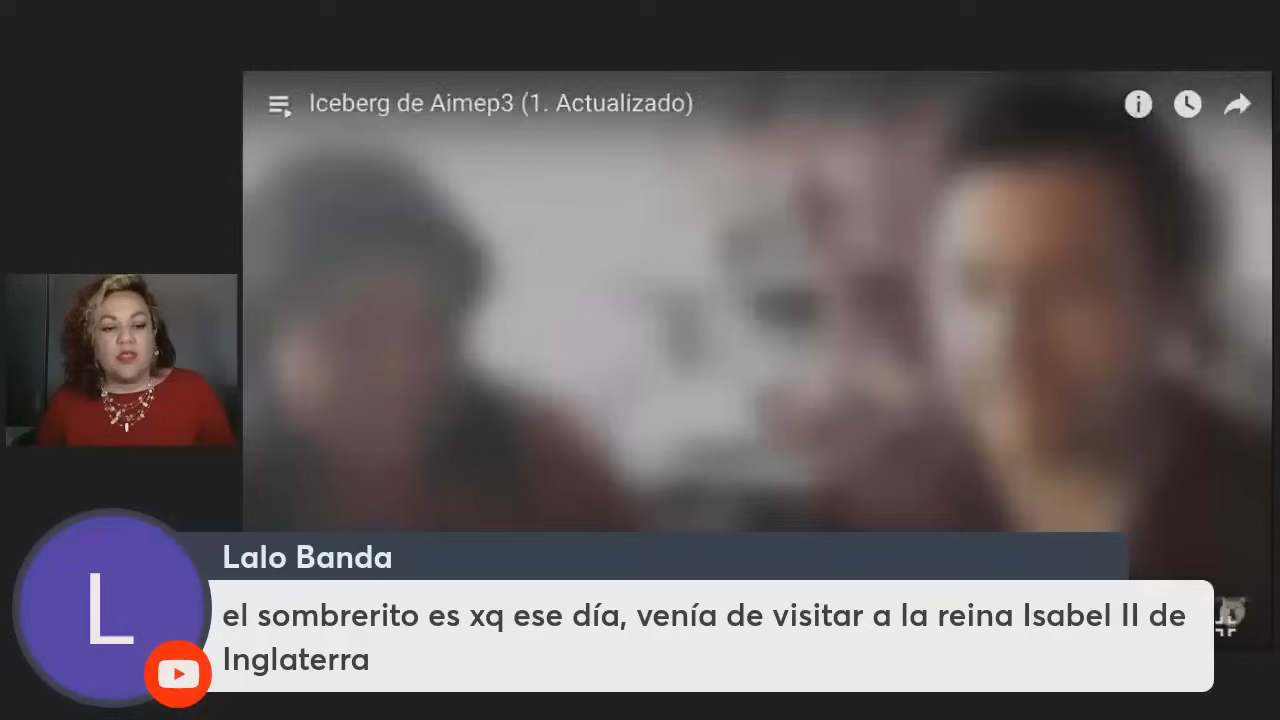 Iceberg de Aimep3 (1. Actualizado)
L
Lalo Banda
el sombrerito es xq ese día, venía de visitar a la reina Isabel II de
Inglaterra